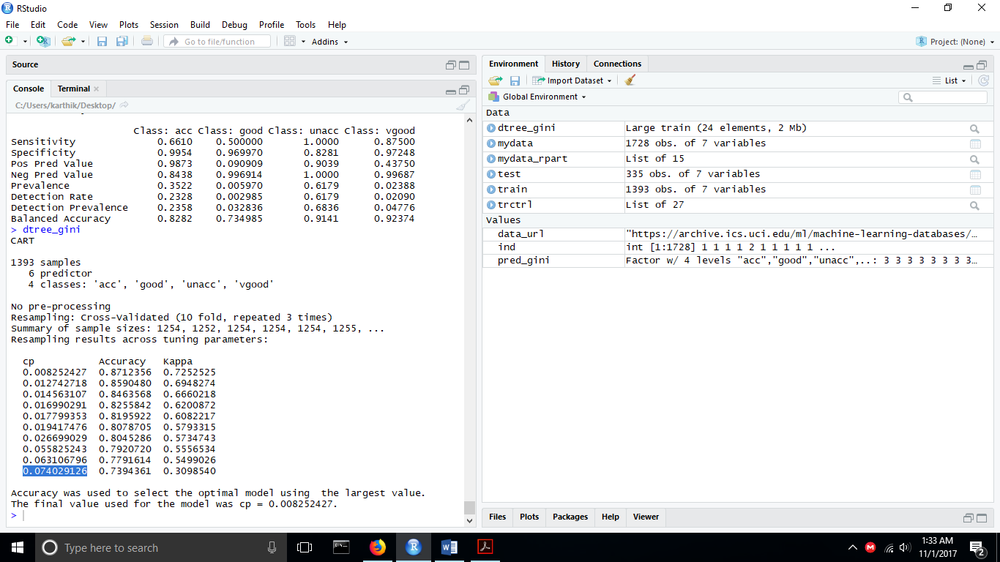 RStudio
File Edit Code View Plots Session Build Debug Profile Tools Help
Go to file/function Addins Project: (None)
Source
Console Terminal
C:/Users/karthik/Desktop/
Class: acc Class: good Class: unacc Class: vgood
Sensitivity 0.6610 0.500000 1.0000 0.87500
Specificity 0.9954 0.969970 0.8281 0.97248
Pos Pred Value 0.9873 0.090909 0.9039 0.43750
Neg Pred Value 0.8438 0.996914 1.0000 0.99687
Prevalence 0.3522 0.005970 0.6179 0.02388
Detection Rate 0.2328 0.002985 0.6179 0.02090
Detection Prevalence 0.2358 0.032836 0.6836 0.04776
Balanced Accuracy 0.8282 0.734985 0.9141 0.92374
> dtree_gini
CART
1393 samples
6 predictor
4 classes: 'acc', 'good', 'unacc', 'vgood'
No pre-processing
Resampling: Cross-Validated (10 fold, repeated 3 times)
Summary of sample sizes: 1254, 1252, 1254, 1254, 1254, 1255, ...
Resampling results across tuning parameters:
cp Accuracy Kappa
0.008252427 0.8712356 0.7252525
0.012742718 0.8590480 0.6948274
0.014563107 0.8463568 0.6660218
0.016990291 0.8255842 0.6200872
0.017799353 0.8195922 0.6082217
0.019417476 0.8078705 0.5793315
0.026699029 0.8045286 0.5734743
0.055825243 0.7920720 0.5556534
0.063106796 0.7791614 0.5499026
0.074029126 0.7394361 0.3098540
Accuracy was used to select the optimal model using the largest value.
The final value used for the model was cp = 0.008252427.
>
Environment History Connections
Import Dataset List
Global Environment
Data
dtree_gini Large train (24 elements, 2 Mb)
mydata 1728 obs. of 7 variables
mydata_rpart List of 15
test 335 obs. of 7 variables
train 1393 obs. of 7 variables
trctrl List of 27
Values
data_url "https://archive.ics.uci.edu/ml/machine-learning-databases/…
ind int [1:1728] 1 1 1 1 2 1 1 1 1 1 ...
pred_gini Factor w/ 4 levels "acc","good","unacc",..: 3 3 3 3 3 3 3 3…
Files Plots Packages Help Viewer
Type here to search
1:33 AM
11/1/2017
2